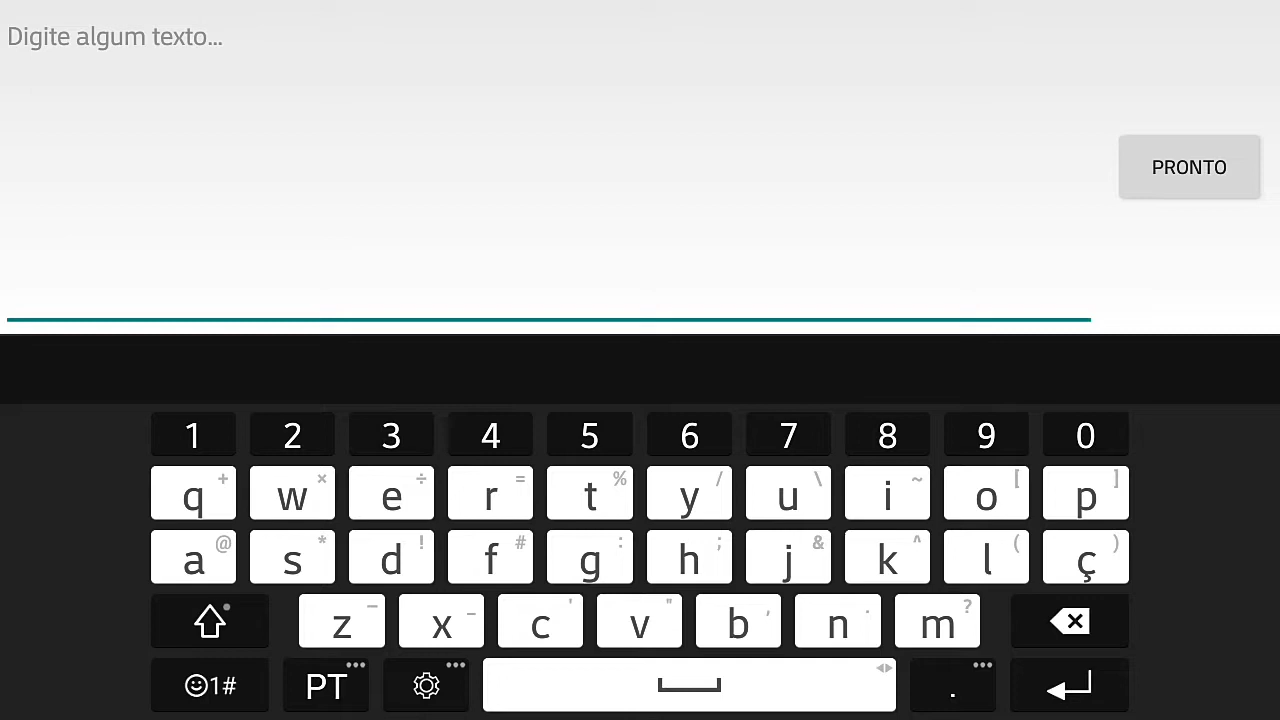 Digite algum texto...
PRONTO
1 2 3 4 5 6 7 8 9 0
q + w × e ÷ r = t % y / u \ i ~ o [ p ]
a @ s * d ! f # g : h ; j & k ^ l ( ç )
z – x _ c ' v " b , n . m ?
☺1# PT ... ... . ...